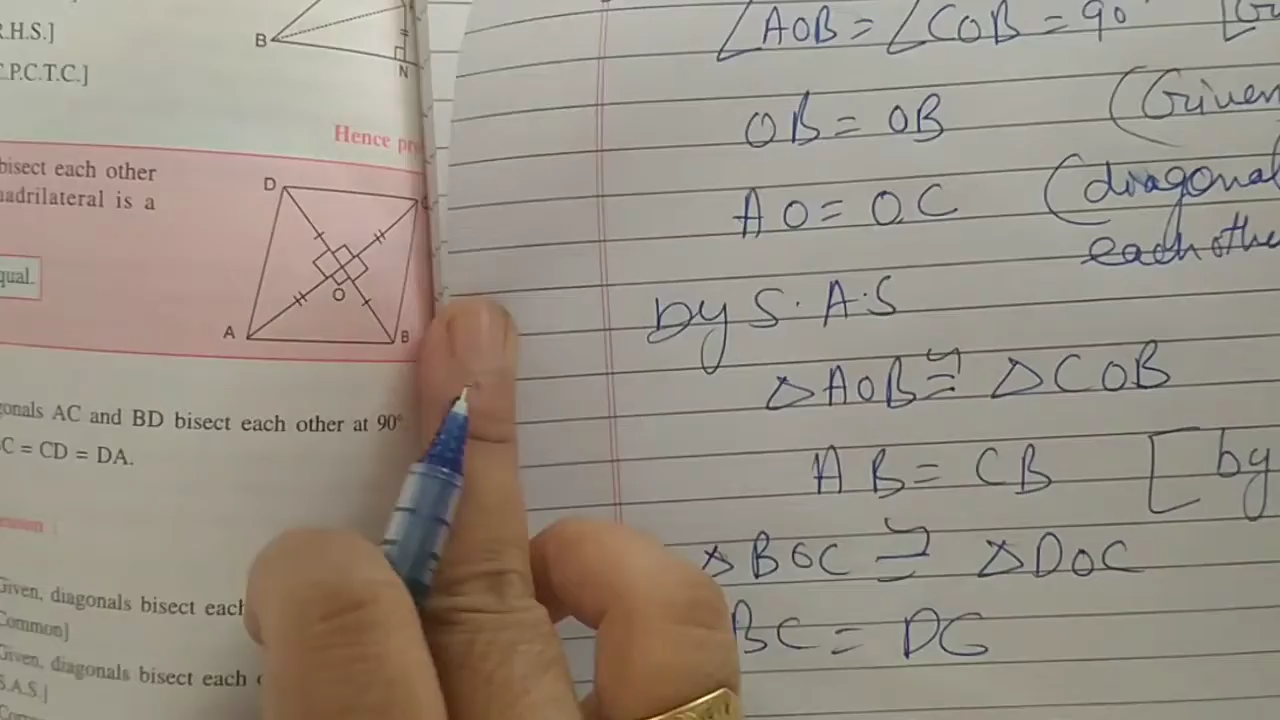 R.H.S.]
C.P.C.T.C.]
B
N
Hence
bisect each other
quadrilateral is a
qual.
D
C
O
A
B
gonals AC and BD bisect each other at 90°
C = CD = DA.
Given, diagonals bisect each
Common]
Given, diagonals bisect each
S.A.S.]
∠AOB = ∠COB = 90°
OB = OB (Given
AO = OC (diagonal
each othe
by S.A.S
△AOB ≅ △COB
AB = CB [by
△BOC ≅ △DOC
BC = DC